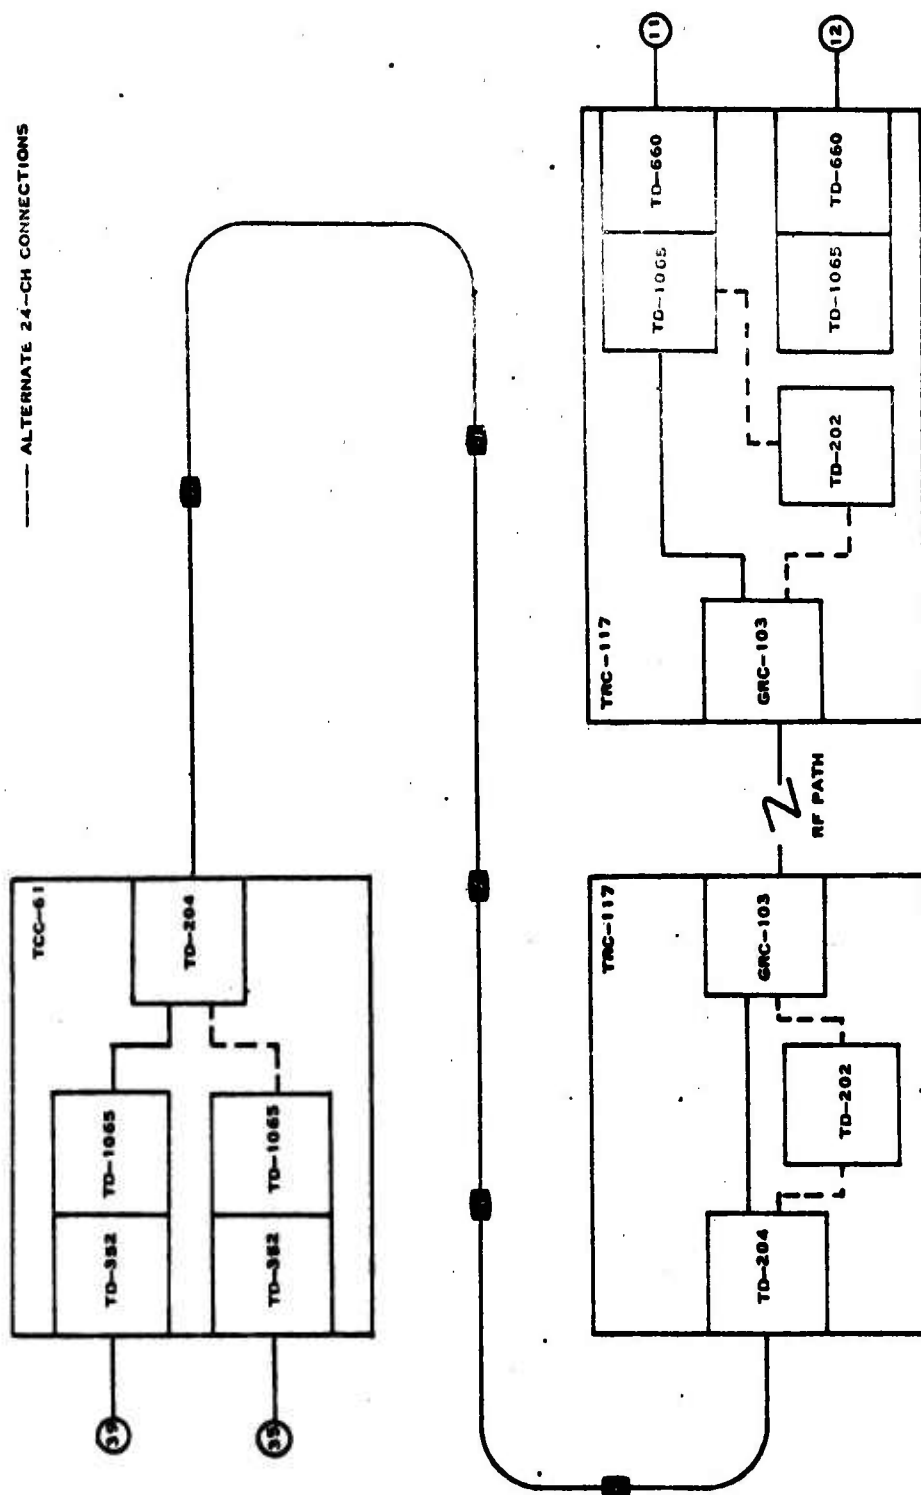 ---- ALTERNATE 24-CH CONNECTIONS
TCC-61
39
TD-352
TD-1065
TD-204
35
TD-352
TD-1065
TRC-117
TD-204
TD-202
GRC-103
RF PATH
TRC-117
GRC-103
TD-202
TD-1065
TD-660
11
TD-1065
TD-660
12